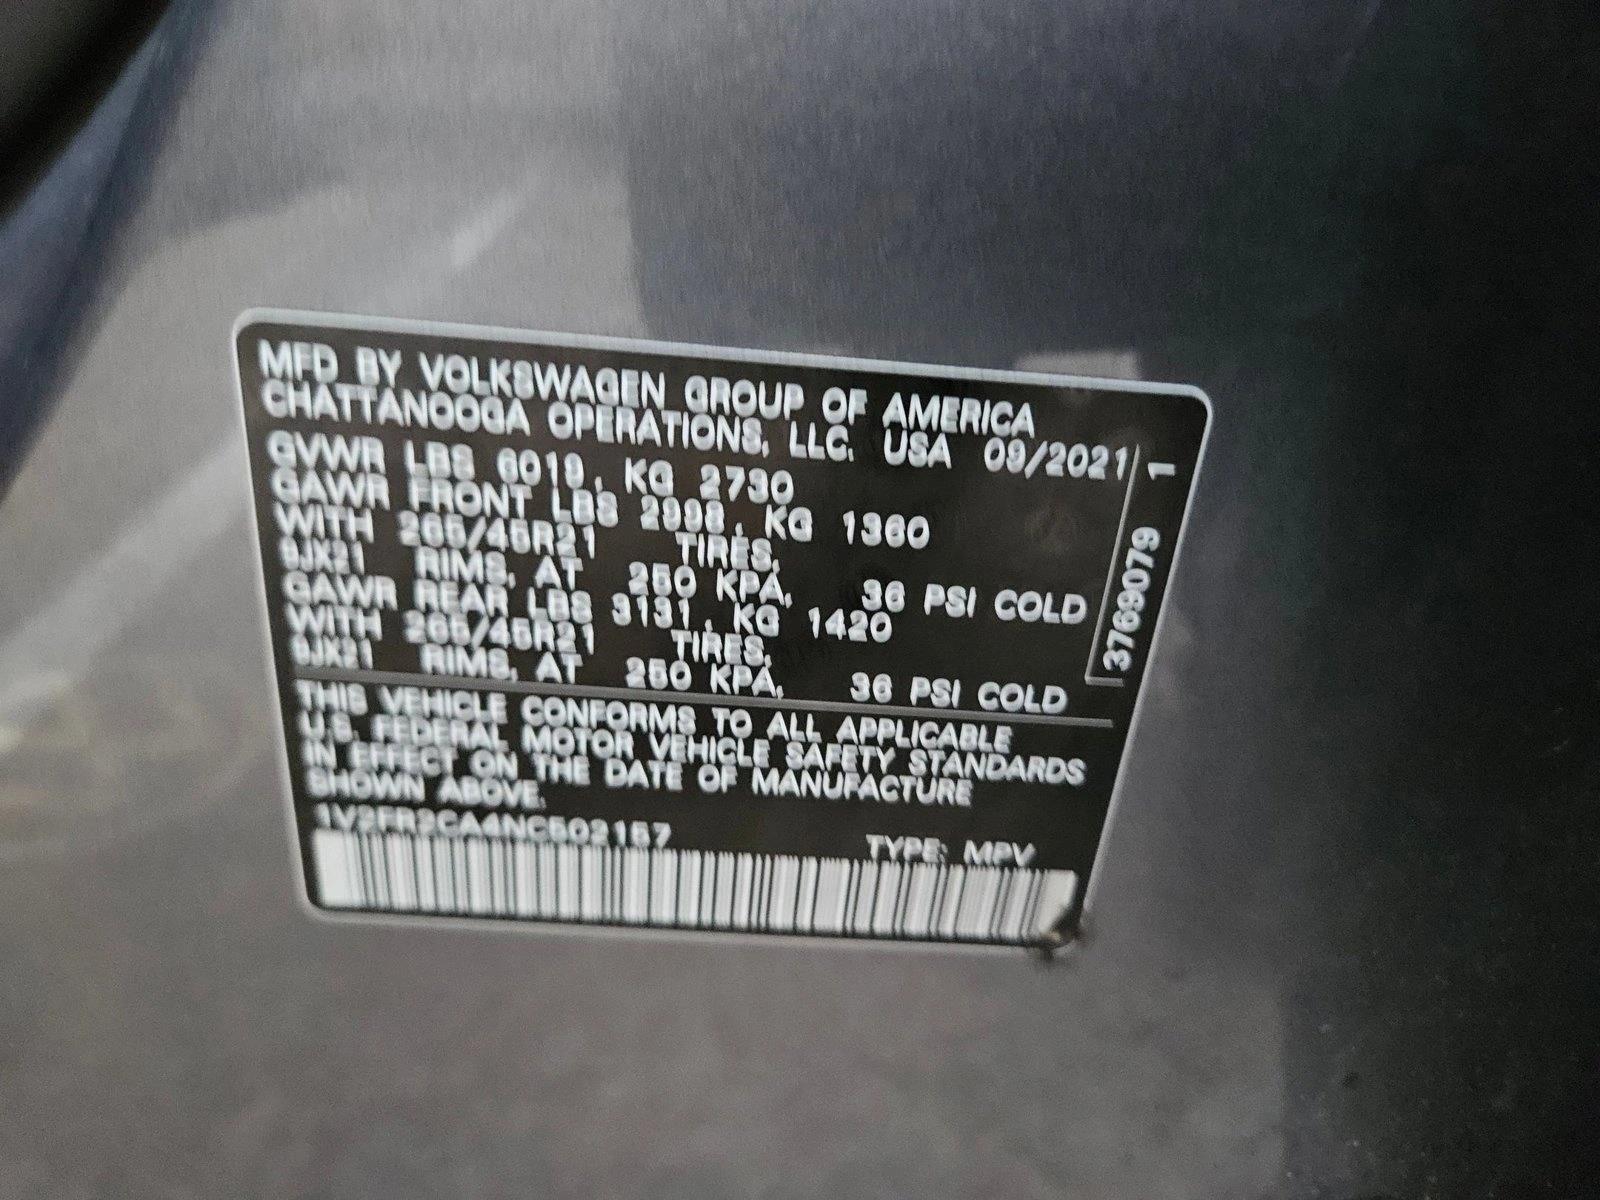 MFD BY VOLKSWAGEN GROUP OF AMERICA
CHATTANOOGA OPERATIONS, LLC. USA 09/2021
GVWR LBS 6019, KG 2730
GAWR FRONT LBS 2998, KG 1360
WITH 265/45R21 TIRES,
9JX21 RIMS, AT 250 KPA, 36 PSI COLD
GAWR REAR LBS 3131, KG 1420
WITH 265/45R21 TIRES,
9JX21 RIMS, AT 250 KPA, 36 PSI COLD
THIS VEHICLE CONFORMS TO ALL APPLICABLE
U.S. FEDERAL MOTOR VEHICLE SAFETY STANDARDS
IN EFFECT ON THE DATE OF MANUFACTURE
SHOWN ABOVE.
1V2FR2CA4NC502157 TYPE: MPV
3769079 1